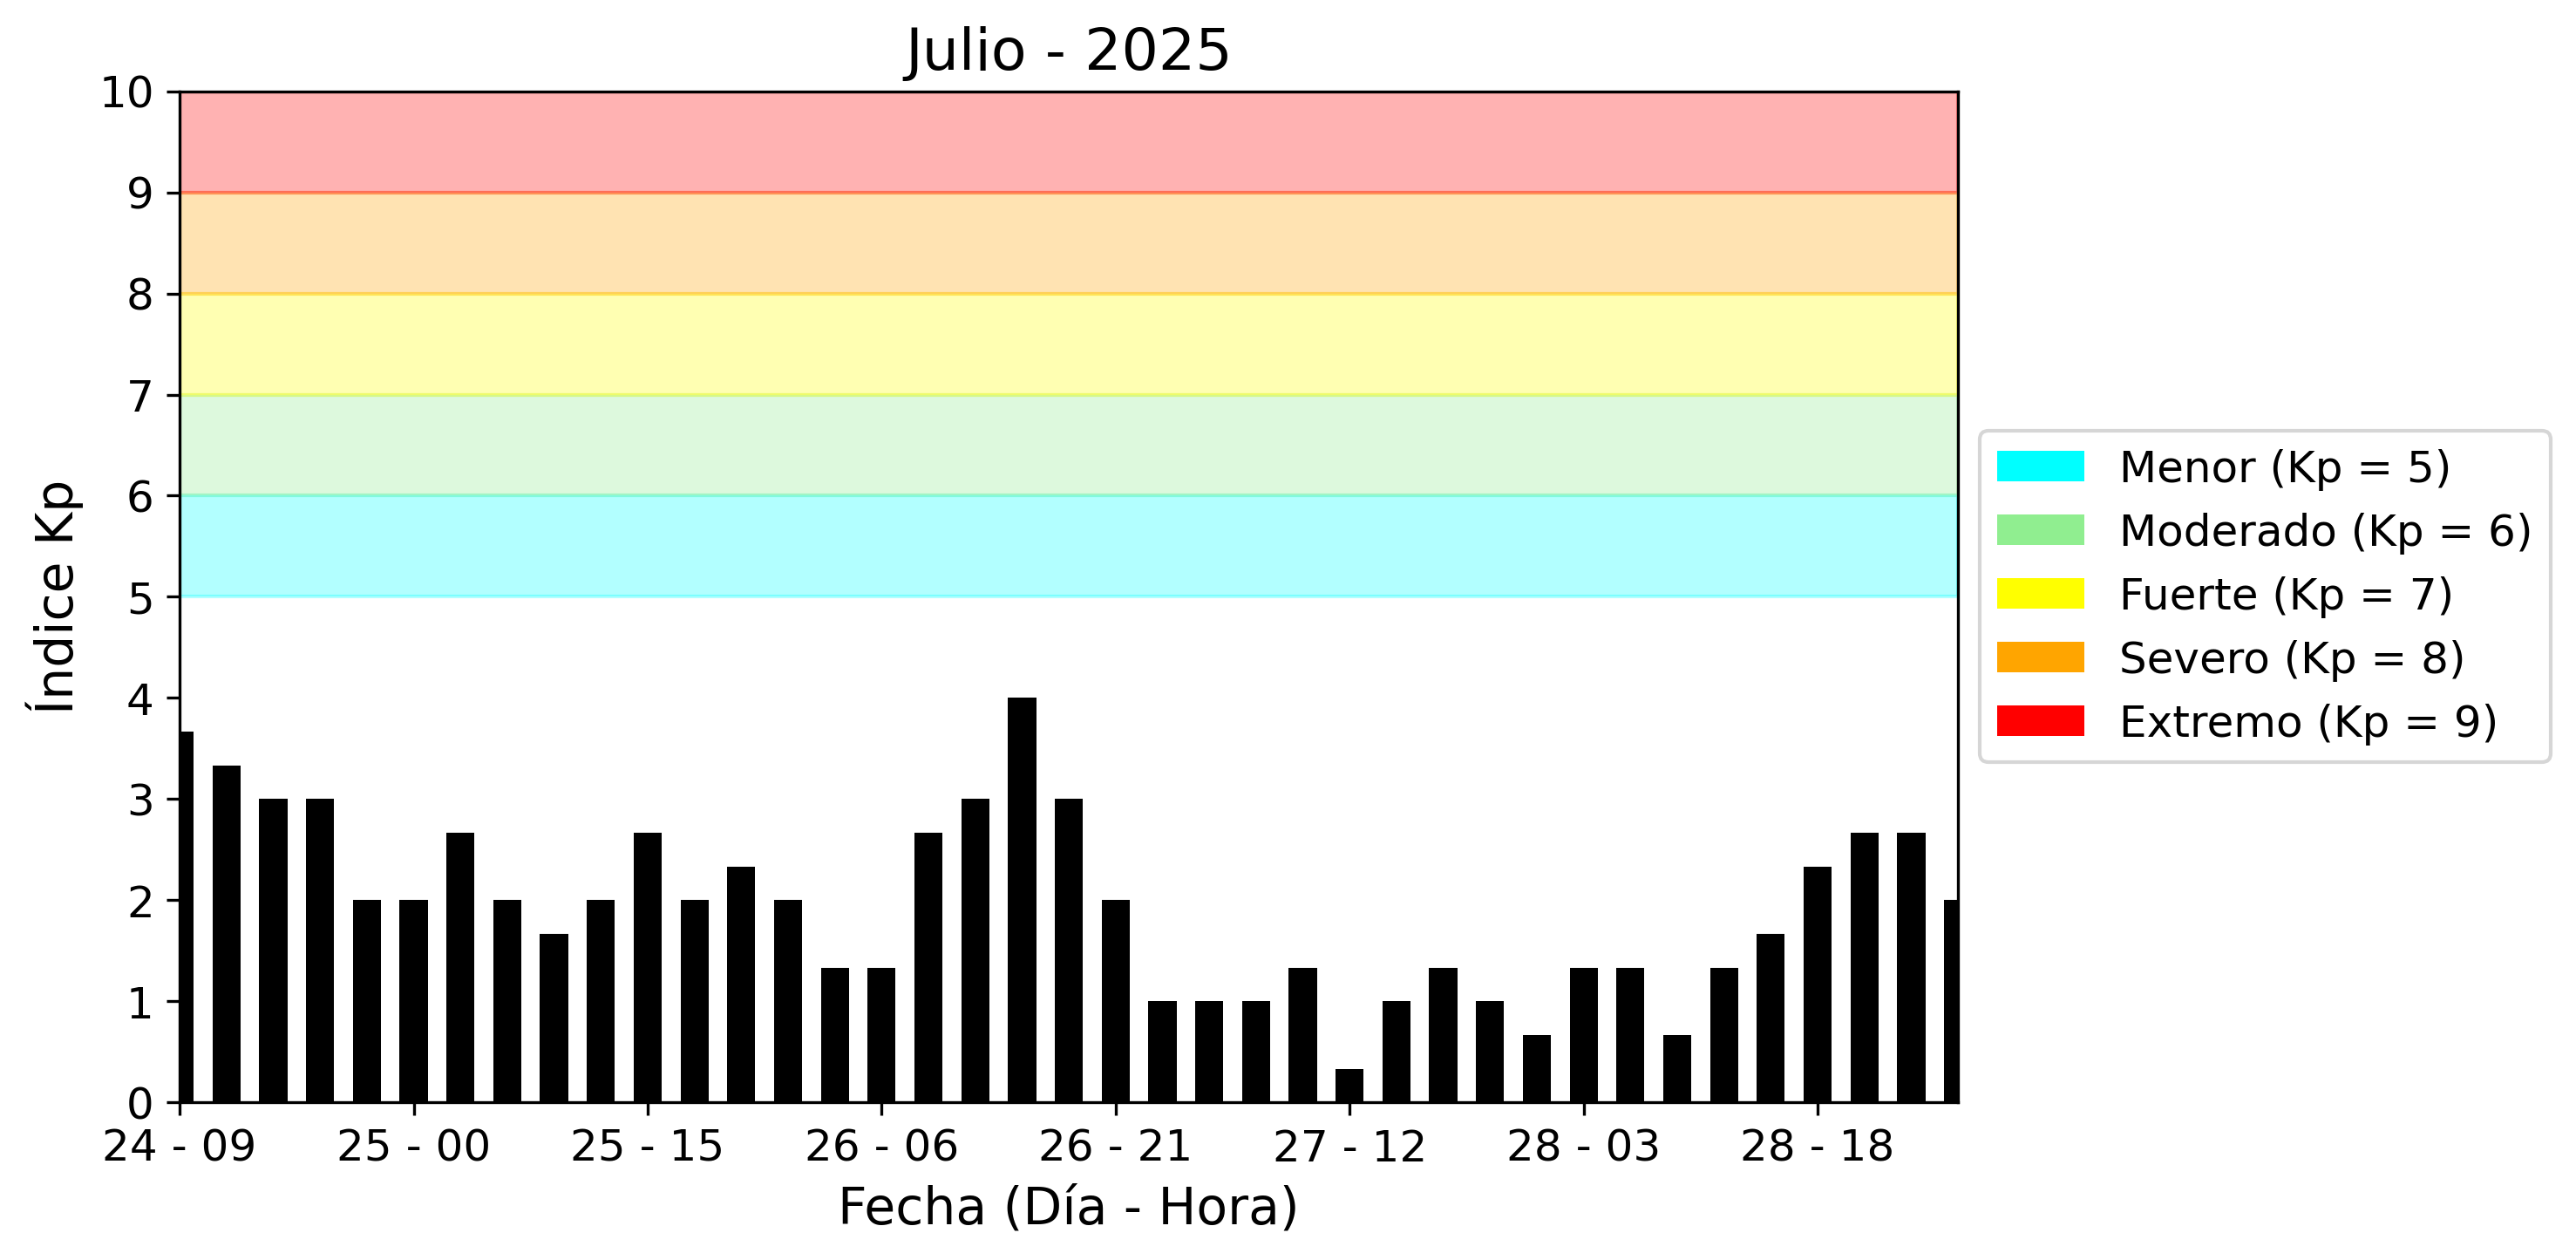 Julio - 2025
10
9
8
7
6
5
4
3
2
1
0
Índice Kp
24 - 09
25 - 00
25 - 15
26 - 06
26 - 21
27 - 12
28 - 03
28 - 18
Fecha (Día - Hora)
Menor (Kp = 5)
Moderado (Kp = 6)
Fuerte (Kp = 7)
Severo (Kp = 8)
Extremo (Kp = 9)